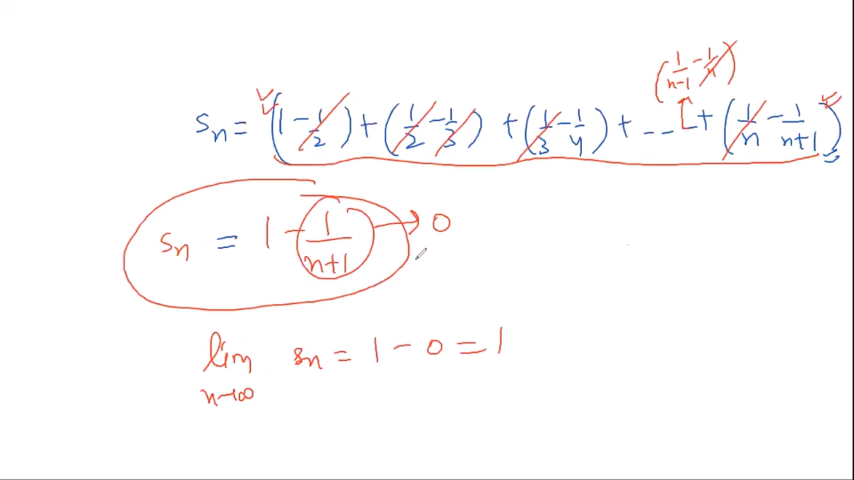 (1/(n-1) - 1/n)
Sn = (1 - 1/2) + (1/2 - 1/3) + (1/3 - 1/4) + -- + (1/n - 1/(n+1))
Sn = 1 - 1/(n+1) → 0
lim n→∞ Sn = 1 - 0 = 1